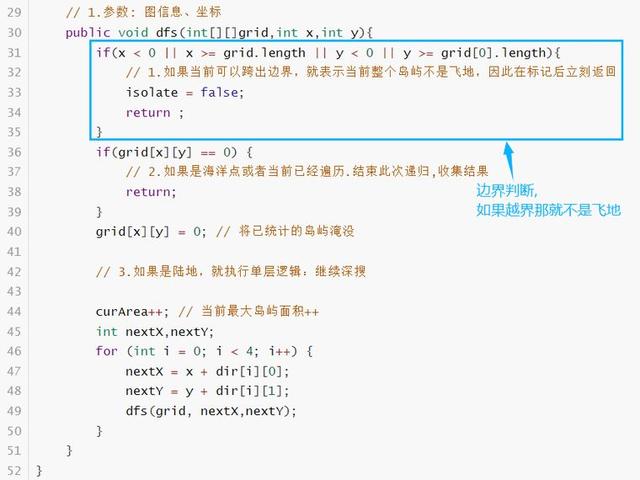 29 // 1.参数: 图信息、坐标
30 public void dfs(int[][]grid,int x,int y){
31 if(x < 0 || x >= grid.length || y < 0 || y >= grid[0].length){
32 // 1.如果当前可以跨出边界, 就表示当前整个岛屿不是飞地, 因此在标记后立刻返回
33 isolate = false;
34 return ;
35 }
36 if(grid[x][y] == 0) {
37 // 2.如果是海洋点或者当前已经遍历.结束此次递归,收集结果
38 return;
39 }
40 grid[x][y] = 0; // 将已统计的岛屿淹没
41
42 // 3.如果是陆地, 就执行单层逻辑: 继续深搜
43
44 curArea++; // 当前最大岛屿面积++
45 int nextX,nextY;
46 for (int i = 0; i < 4; i++) {
47 nextX = x + dir[i][0];
48 nextY = y + dir[i][1];
49 dfs(grid, nextX,nextY);
50 }
51 }
52 }
边界判断,
如果越界那就不是飞地